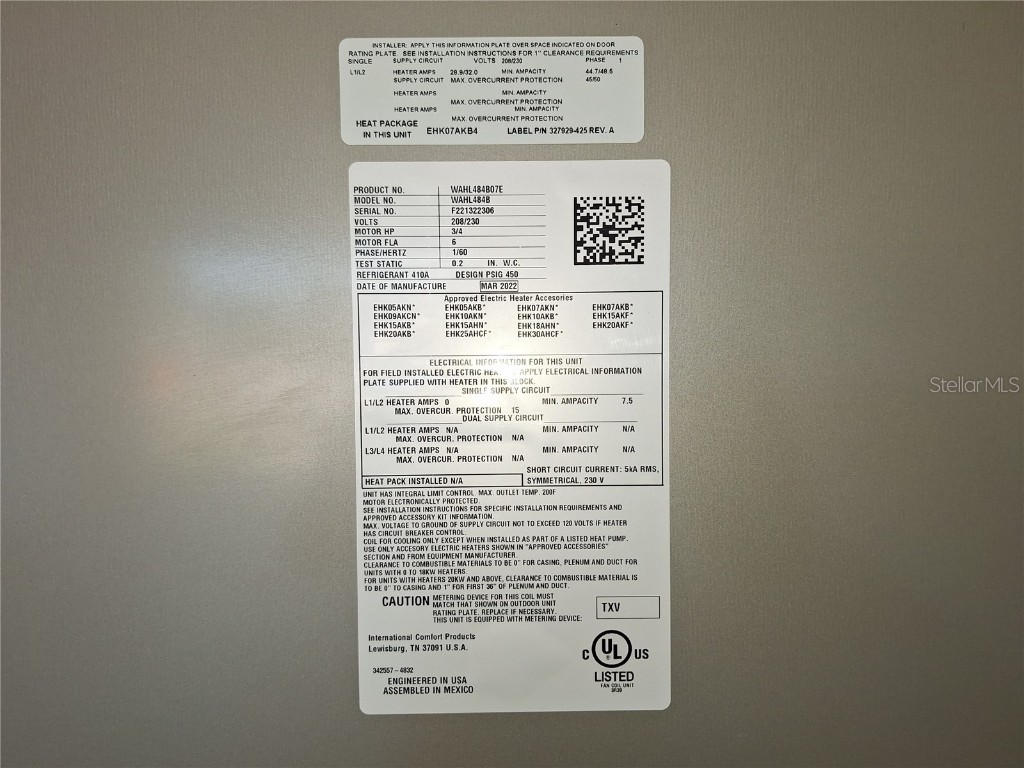 INSTALLER: APPLY THIS INFORMATION PLATE OVER SPACE INDICATED ON DOOR
RATING PLATE. SEE INSTALLATION INSTRUCTIONS FOR 1" CLEARANCE REQUIREMENTS
SINGLE SUPPLY CIRCUIT VOLTS 208/230 PHASE 1
L1/L2 HEATER AMPS 28.9/32.0 MIN. AMPACITY 44.7/48.6
SUPPLY CIRCUIT MAX. OVERCURRENT PROTECTION 45/50
HEATER AMPS MIN. AMPACITY
MAX. OVERCURRENT PROTECTION
HEATER AMPS MIN. AMPACITY
MAX. OVERCURRENT PROTECTION
HEAT PACKAGE
IN THIS UNIT EHK07AKB4 LABEL P/N 327929-425 REV. A
PRODUCT NO. WAHL484B07E
MODEL NO. WAHL484B
SERIAL NO. F221322306
VOLTS 208/230
MOTOR HP 3/4
MOTOR FLA 6
PHASE/HERTZ 1/60
TEST STATIC 0.2 IN. W.C.
REFRIGERANT 410A DESIGN PSIG 450
DATE OF MANUFACTURE MAR 2022
Approved Electric Heater Accesories
EHK05AKN* EHK05AKB* EHK07AKN* EHK07AKB*
EHK09AKCN* EHK10AKN* EHK10AKB* EHK15AKF*
EHK15AKB* EHK15AHN* EHK18AHN* EHK20AKF*
EHK20AKB* EHK25AHCF* EHK30AHCF*
ELECTRICAL INFORMATION FOR THIS UNIT
FOR FIELD INSTALLED ELECTRIC APPLY ELECTRICAL INFORMATION
PLATE SUPPLIED WITH HEATER IN THIS BLOCK.
SINGLE SUPPLY CIRCUIT
L1/L2 HEATER AMPS 0 MIN. AMPACITY 7.5
MAX. OVERCUR. PROTECTION 15
DUAL SUPPLY CIRCUIT
L1/L2 HEATER AMPS N/A MIN. AMPACITY N/A
MAX. OVERCUR. PROTECTION N/A
L3/L4 HEATER AMPS N/A MIN. AMPACITY N/A
MAX. OVERCUR. PROTECTION N/A
SHORT CIRCUIT CURRENT: 5kA RMS,
HEAT PACK INSTALLED N/A SYMMETRICAL, 230 V
UNIT HAS INTEGRAL LIMIT CONTROL. MAX. OUTLET TEMP. 200F
MOTOR ELECTRONICALLY PROTECTED.
SEE INSTALLATION INSTRUCTIONS FOR SPECIFIC INSTALLATION REQUIREMENTS AND
APPROVED ACCESSORY KIT INFORMATION.
MAX. VOLTAGE TO GROUND OF SUPPLY CIRCUIT NOT TO EXCEED 120 VOLTS IF HEATER
HAS CIRCUIT BREAKER CONTROL.
COIL FOR COOLING ONLY EXCEPT WHEN INSTALLED AS PART OF A LISTED HEAT PUMP.
USE ONLY ACCESORY ELECTRIC HEATERS SHOWN IN "APPROVED ACCESSORIES"
SECTION AND FROM EQUIPMENT MANUFACTURER.
CLEARANCE TO COMBUSTIBLE MATERIALS TO BE 0" FOR CASING, PLENUM AND DUCT FOR
UNITS WITH 0 TO 18KW HEATERS.
FOR UNITS WITH HEATERS 20KW AND ABOVE, CLEARANCE TO COMBUSTIBLE MATERIAL IS
TO BE 0" TO CASING AND 1" FOR FIRST 36" OF PLENUM AND DUCT.
CAUTION METERING DEVICE FOR THIS COIL MUST
MATCH THAT SHOWN ON OUTDOOR UNIT
RATING PLATE. REPLACE IF NECESSARY.
THIS UNIT IS EQUIPPED WITH METERING DEVICE: TXV
International Comfort Products
Lewisburg, TN 37091 U.S.A.
C UL US
LISTED
FAN COIL UNIT
342557-4832
ENGINEERED IN USA
ASSEMBLED IN MEXICO
StellarMLS